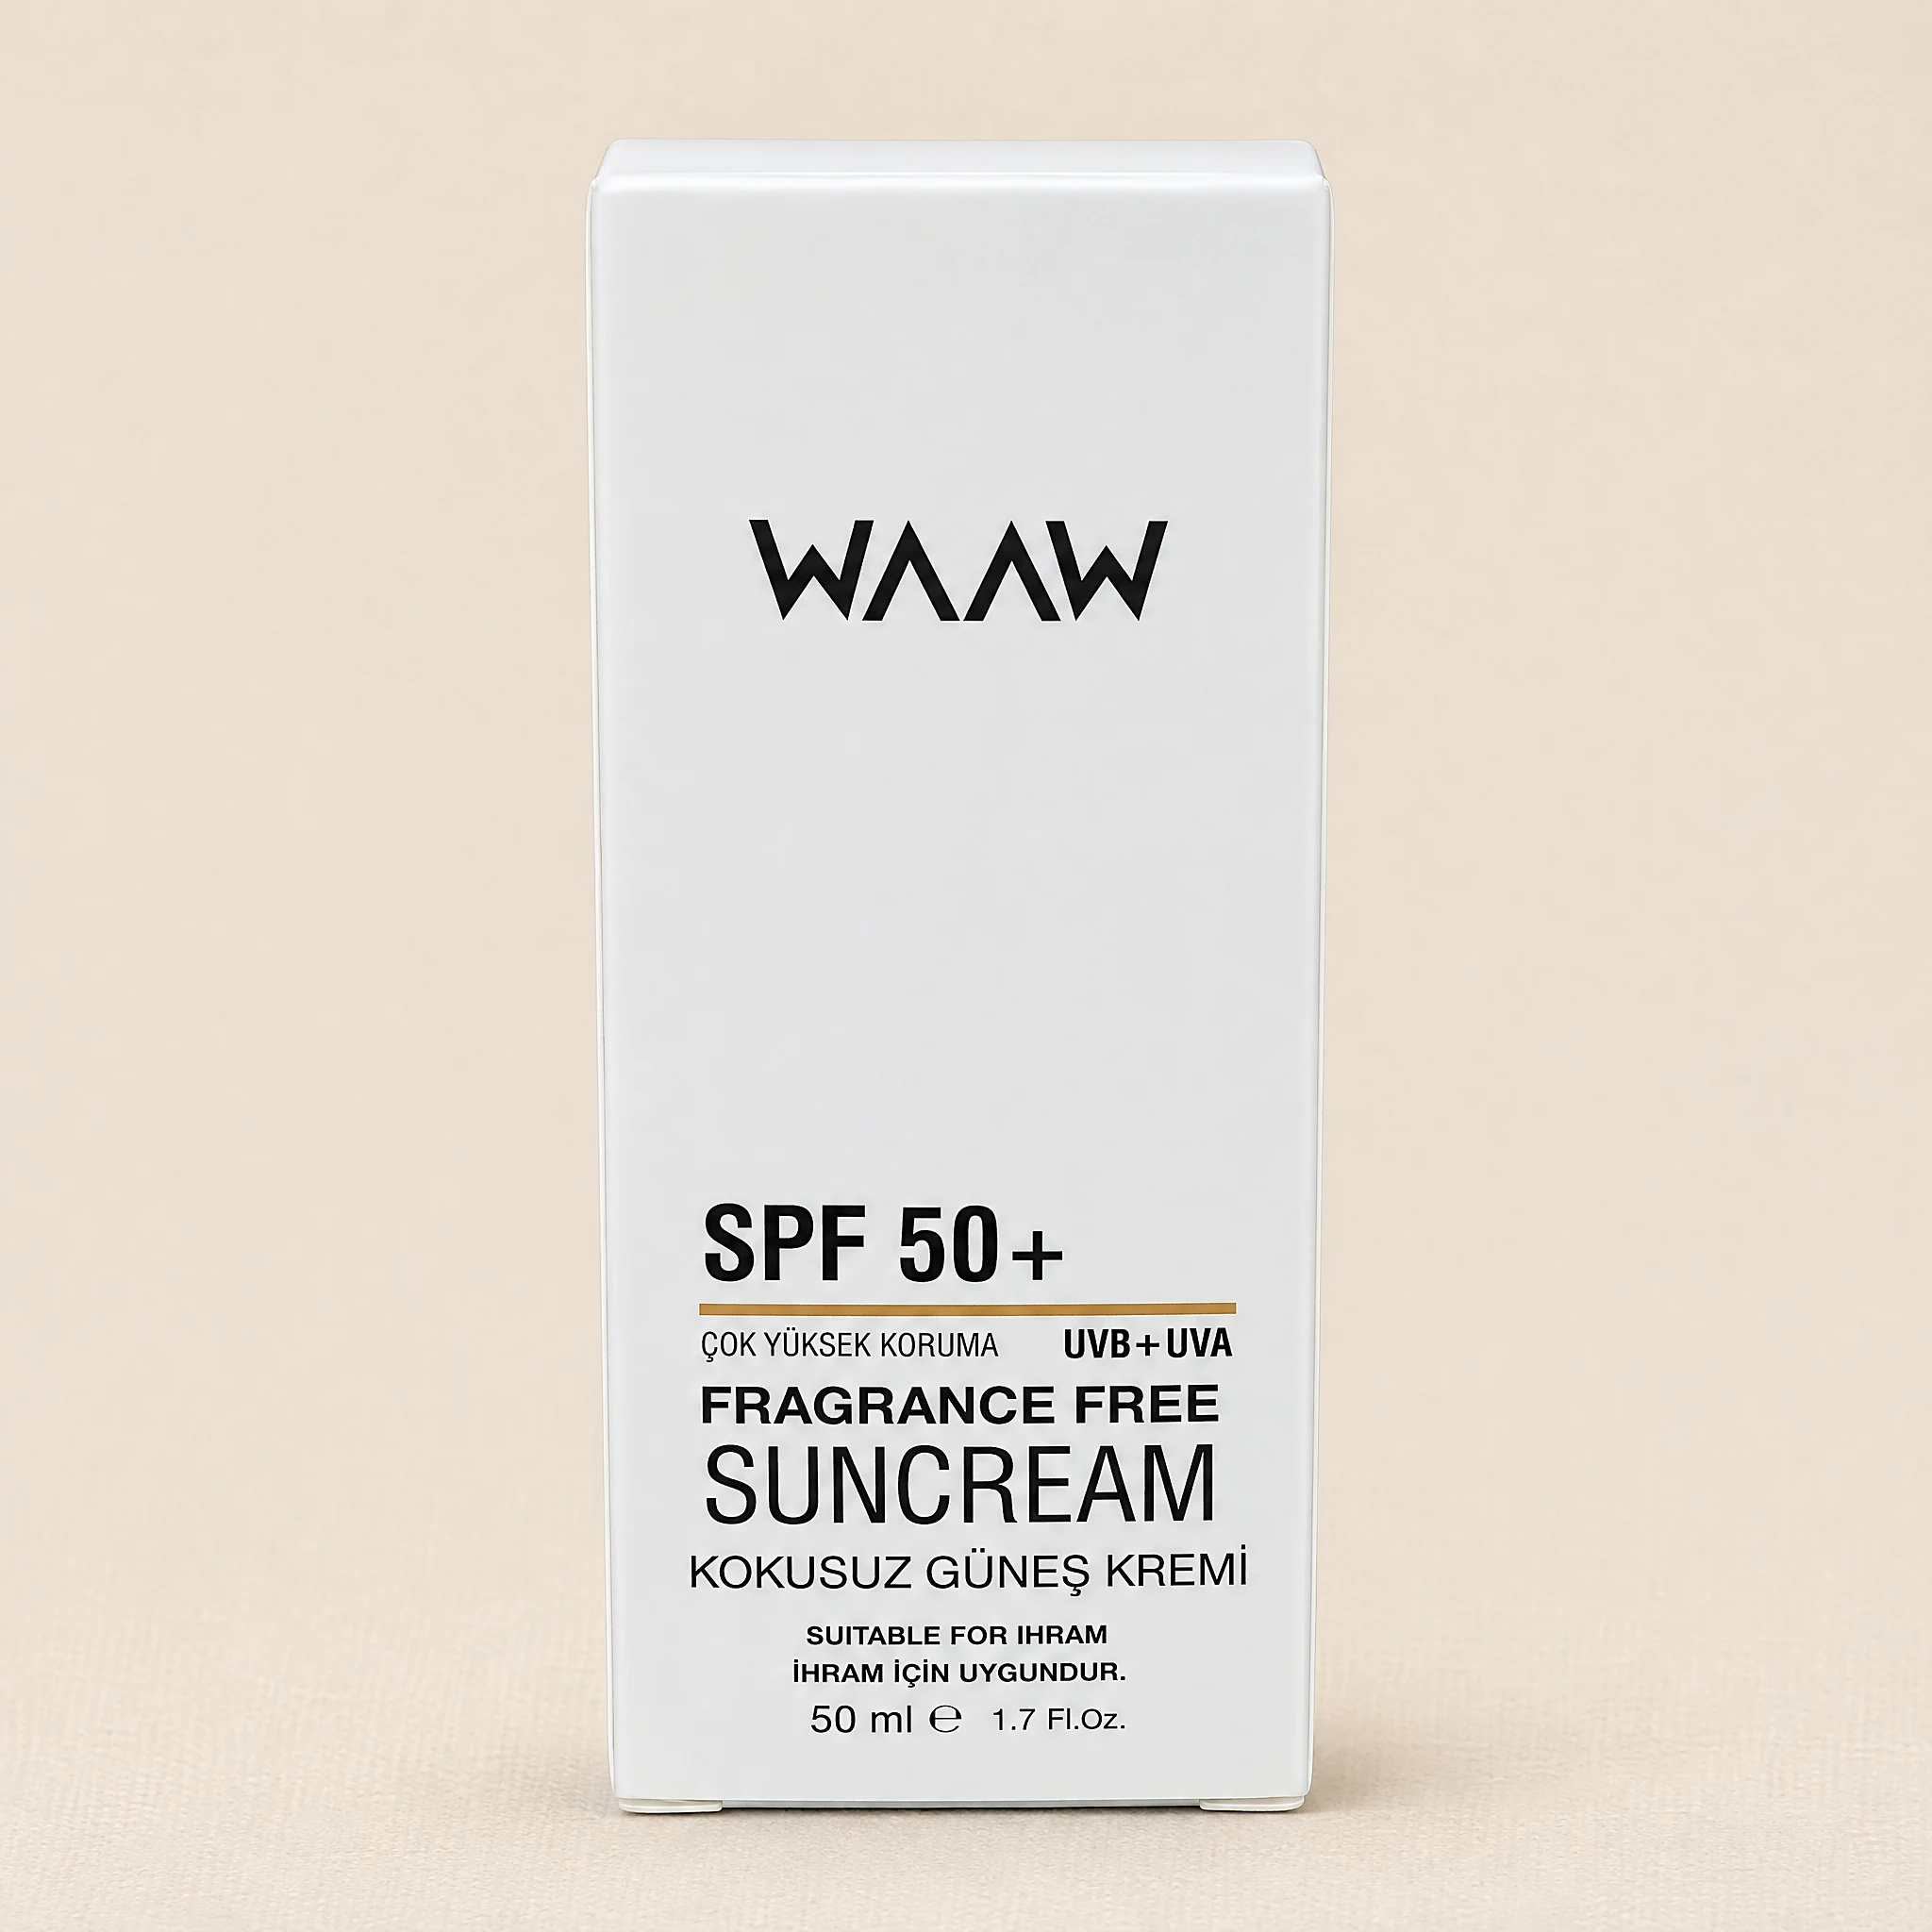 WAAW
SPF 50+
ÇOK YÜKSEK KORUMA UVB+UVA
FRAGRANCE FREE
SUNCREAM
KOKUSUZ GÜNEŞ KREMİ
SUITABLE FOR IHRAM
İHRAM İÇİN UYGUNDUR.
50 ml ℮ 1.7 Fl.Oz.